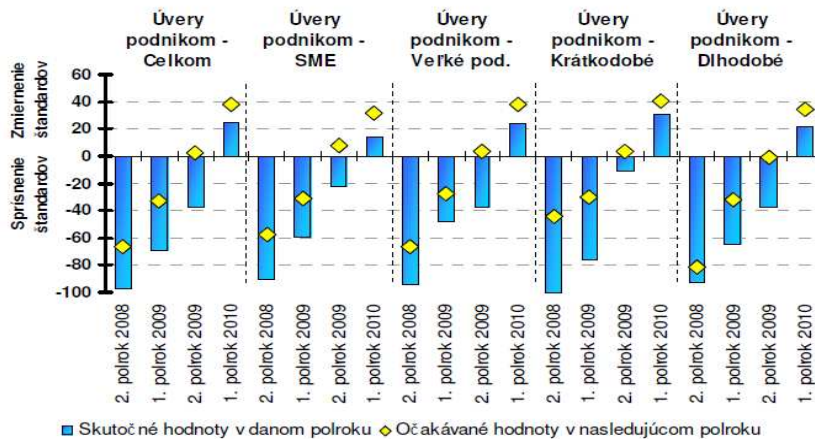 Úvery podnikom - Celkom
Úvery podnikom - SME
Úvery podnikom - Veľké pod.
Úvery podnikom - Krátkodobé
Úvery podnikom - Dlhodobé
Zmiernenie štandardov
Sprísnenie štandardov
60
40
20
0
-20
-40
-60
-80
-100
2. polrok 2008
1. polrok 2009
2. polrok 2009
1. polrok 2010
2. polrok 2008
1. polrok 2009
2. polrok 2009
1. polrok 2010
2. polrok 2008
1. polrok 2009
2. polrok 2009
1. polrok 2010
2. polrok 2008
1. polrok 2009
2. polrok 2009
1. polrok 2010
2. polrok 2008
1. polrok 2009
2. polrok 2009
1. polrok 2010
Skutočné hodnoty v danom polroku
Očakávané hodnoty v nasledujúcom polroku